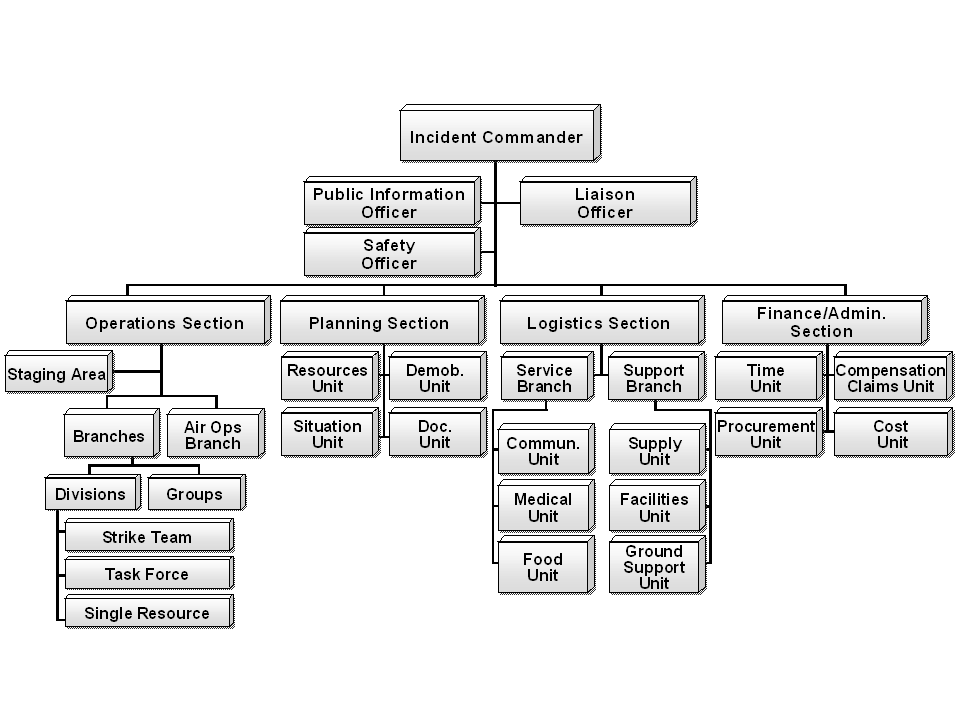 Incident Commander
Public Information
Officer
Liaison
Officer
Safety
Officer
Operations Section
Planning Section
Logistics Section
Finance/Admin.
Section
Staging Area
Resources
Unit
Demob.
Unit
Service
Branch
Support
Branch
Time
Unit
Compensation
Claims Unit
Branches
Air Ops
Branch
Situation
Unit
Doc.
Unit
Procurement
Unit
Cost
Unit
Commun.
Unit
Supply
Unit
Divisions
Groups
Medical
Unit
Facilities
Unit
Strike Team
Task Force
Single Resource
Food
Unit
Ground
Support
Unit